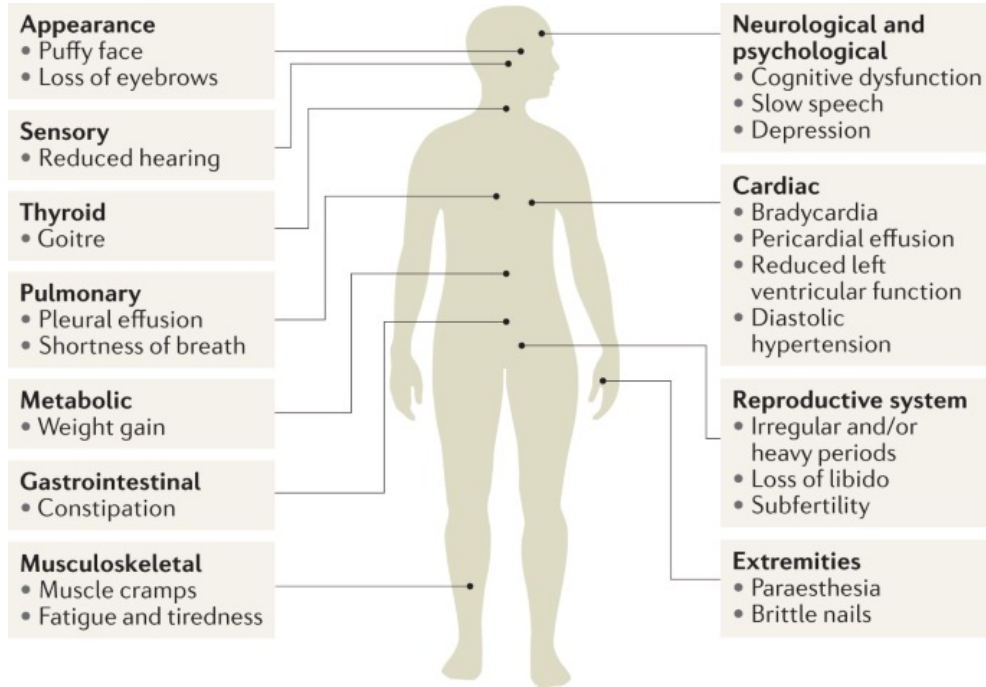 Appearance
• Puffy face
• Loss of eyebrows
Sensory
• Reduced hearing
Thyroid
• Goitre
Pulmonary
• Pleural effusion
• Shortness of breath
Metabolic
• Weight gain
Gastrointestinal
• Constipation
Musculoskeletal
• Muscle cramps
• Fatigue and tiredness
Neurological and
psychological
• Cognitive dysfunction
• Slow speech
• Depression
Cardiac
• Bradycardia
• Pericardial effusion
• Reduced left
ventricular function
• Diastolic
hypertension
Reproductive system
• Irregular and/or
heavy periods
• Loss of libido
• Subfertility
Extremities
• Paraesthesia
• Brittle nails